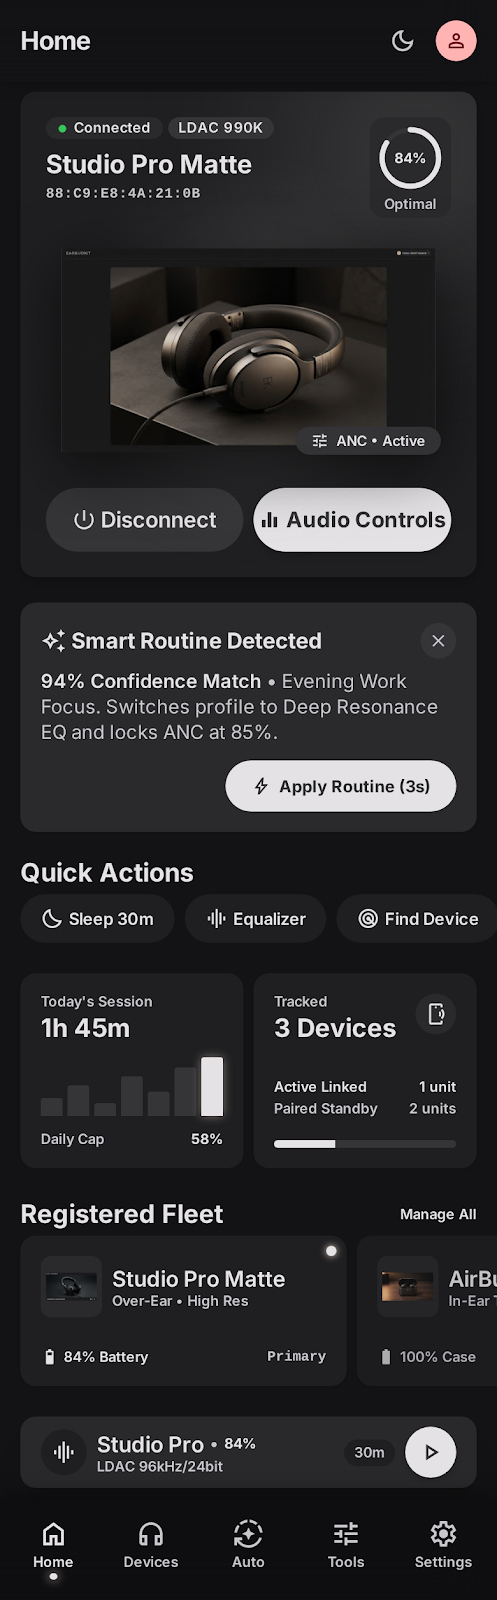 Home
Connected
LDAC 990K
Studio Pro Matte
88:C9:E8:4A:21:0B
84%
Optimal
ANC • Active
Disconnect
Audio Controls
Smart Routine Detected
94% Confidence Match • Evening Work
Focus. Switches profile to Deep Resonance
EQ and locks ANC at 85%.
Apply Routine (3s)
Quick Actions
Sleep 30m
Equalizer
Find Device
Today's Session
1h 45m
Daily Cap
58%
Tracked
3 Devices
Active Linked
1 unit
Paired Standby
2 units
Registered Fleet
Manage All
Studio Pro Matte
Over-Ear • High Res
84% Battery
Primary
AirBu
In-Ear T
100% Case
Studio Pro • 84%
LDAC 96kHz/24bit
30m
Home
Devices
Auto
Tools
Settings